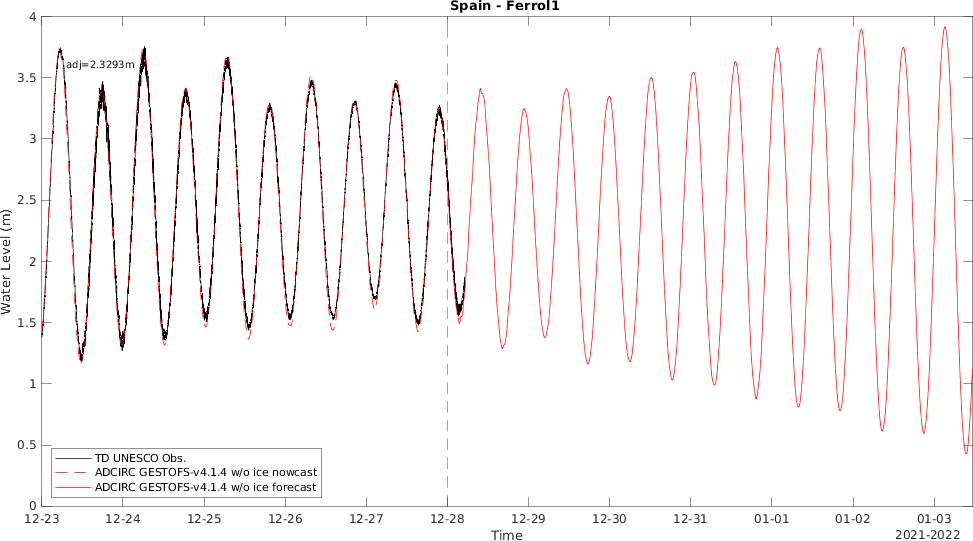 Spain - Ferrol1
4
3.5
3
2.5
2
1.5
1
0.5
0
Water Level (m)
adj=2.3293m
TD UNESCO Obs.
ADCIRC GESTOFS-v4.1.4 w/o ice nowcast
ADCIRC GESTOFS-v4.1.4 w/o ice forecast
12-23 12-24 12-25 12-26 12-27 12-28 12-29 12-30 12-31 01-01 01-02 01-03
Time
2021-2022